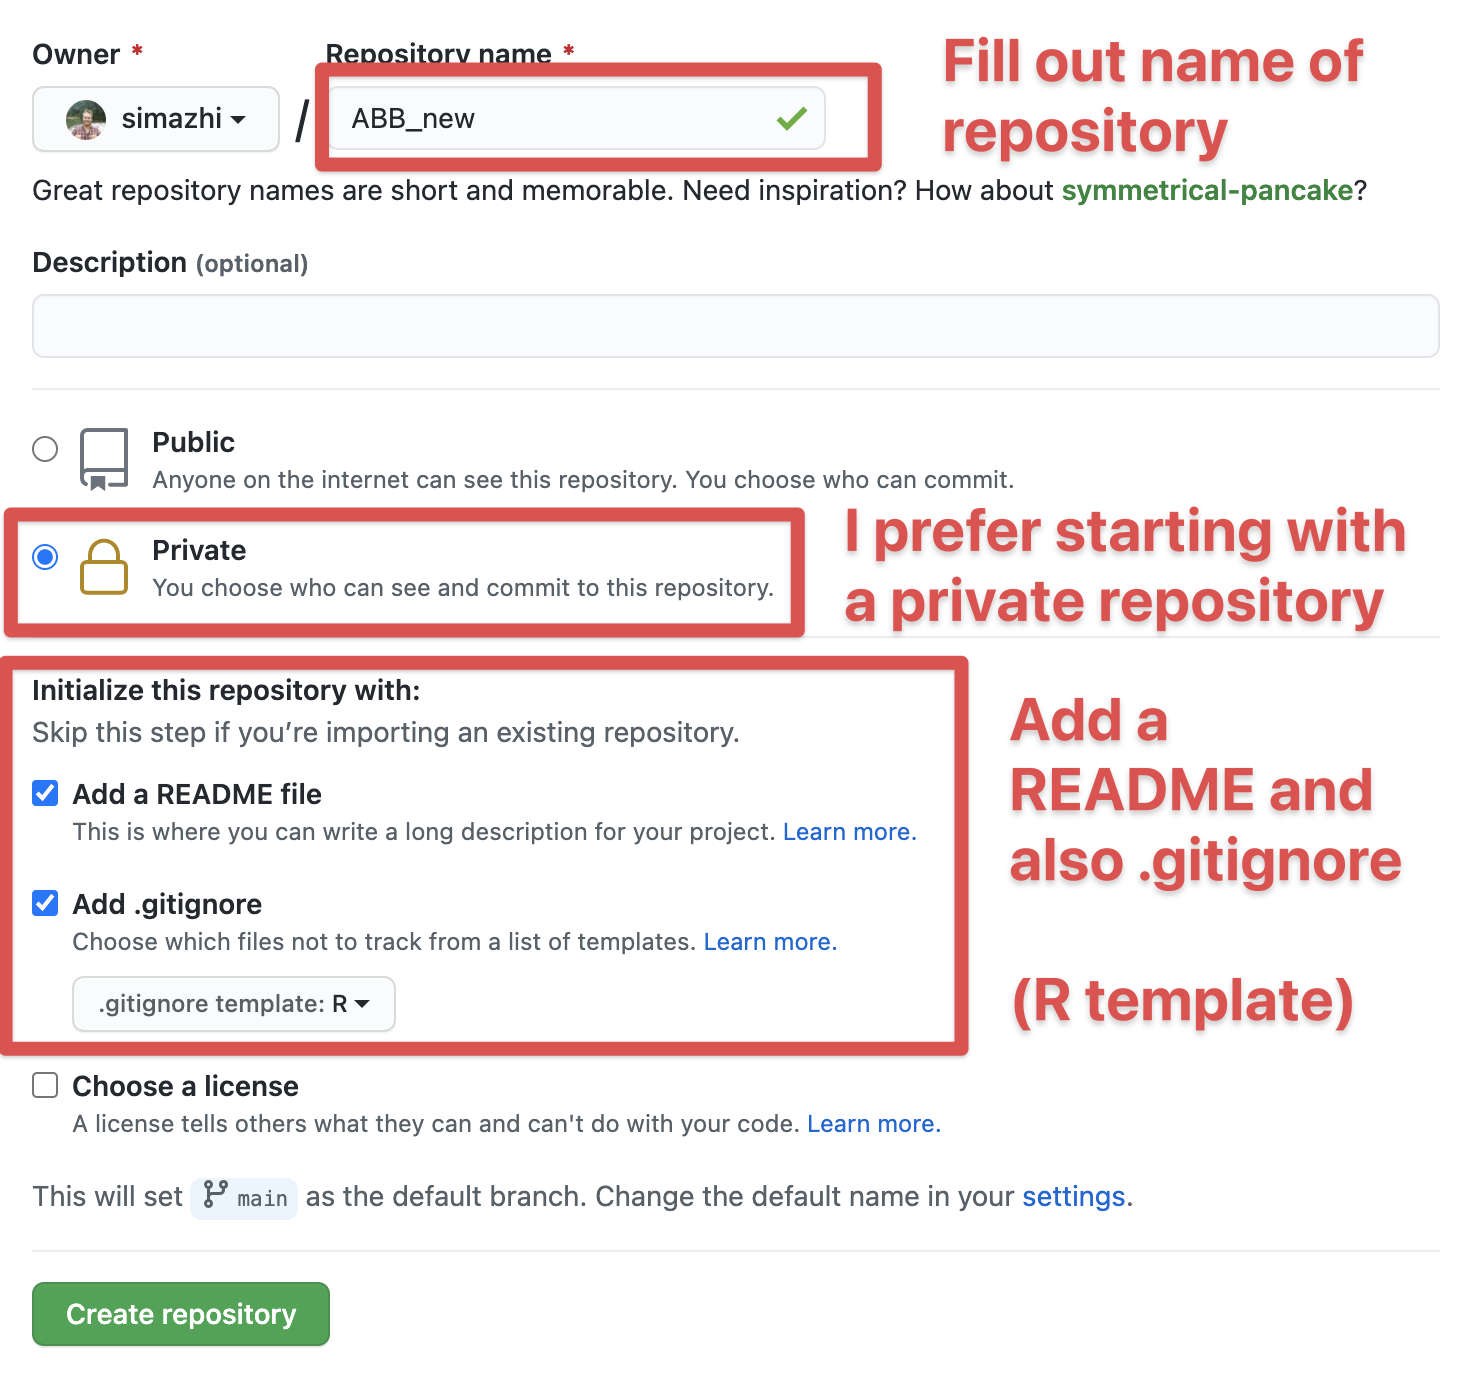 Owner *
Repository name *
Fill out name of
repository
simazhi
/
ABB_new
Great repository names are short and memorable. Need inspiration? How about symmetrical-pancake?
Description (optional)
Public
Anyone on the internet can see this repository. You choose who can commit.
Private
You choose who can see and commit to this repository.
I prefer starting with
a private repository
Initialize this repository with:
Skip this step if you’re importing an existing repository.
Add a README file
This is where you can write a long description for your project. Learn more.
Add .gitignore
Choose which files not to track from a list of templates. Learn more.
.gitignore template: R
Add a
README and
also .gitignore
(R template)
Choose a license
A license tells others what they can and can't do with your code. Learn more.
This will set main as the default branch. Change the default name in your settings.
Create repository